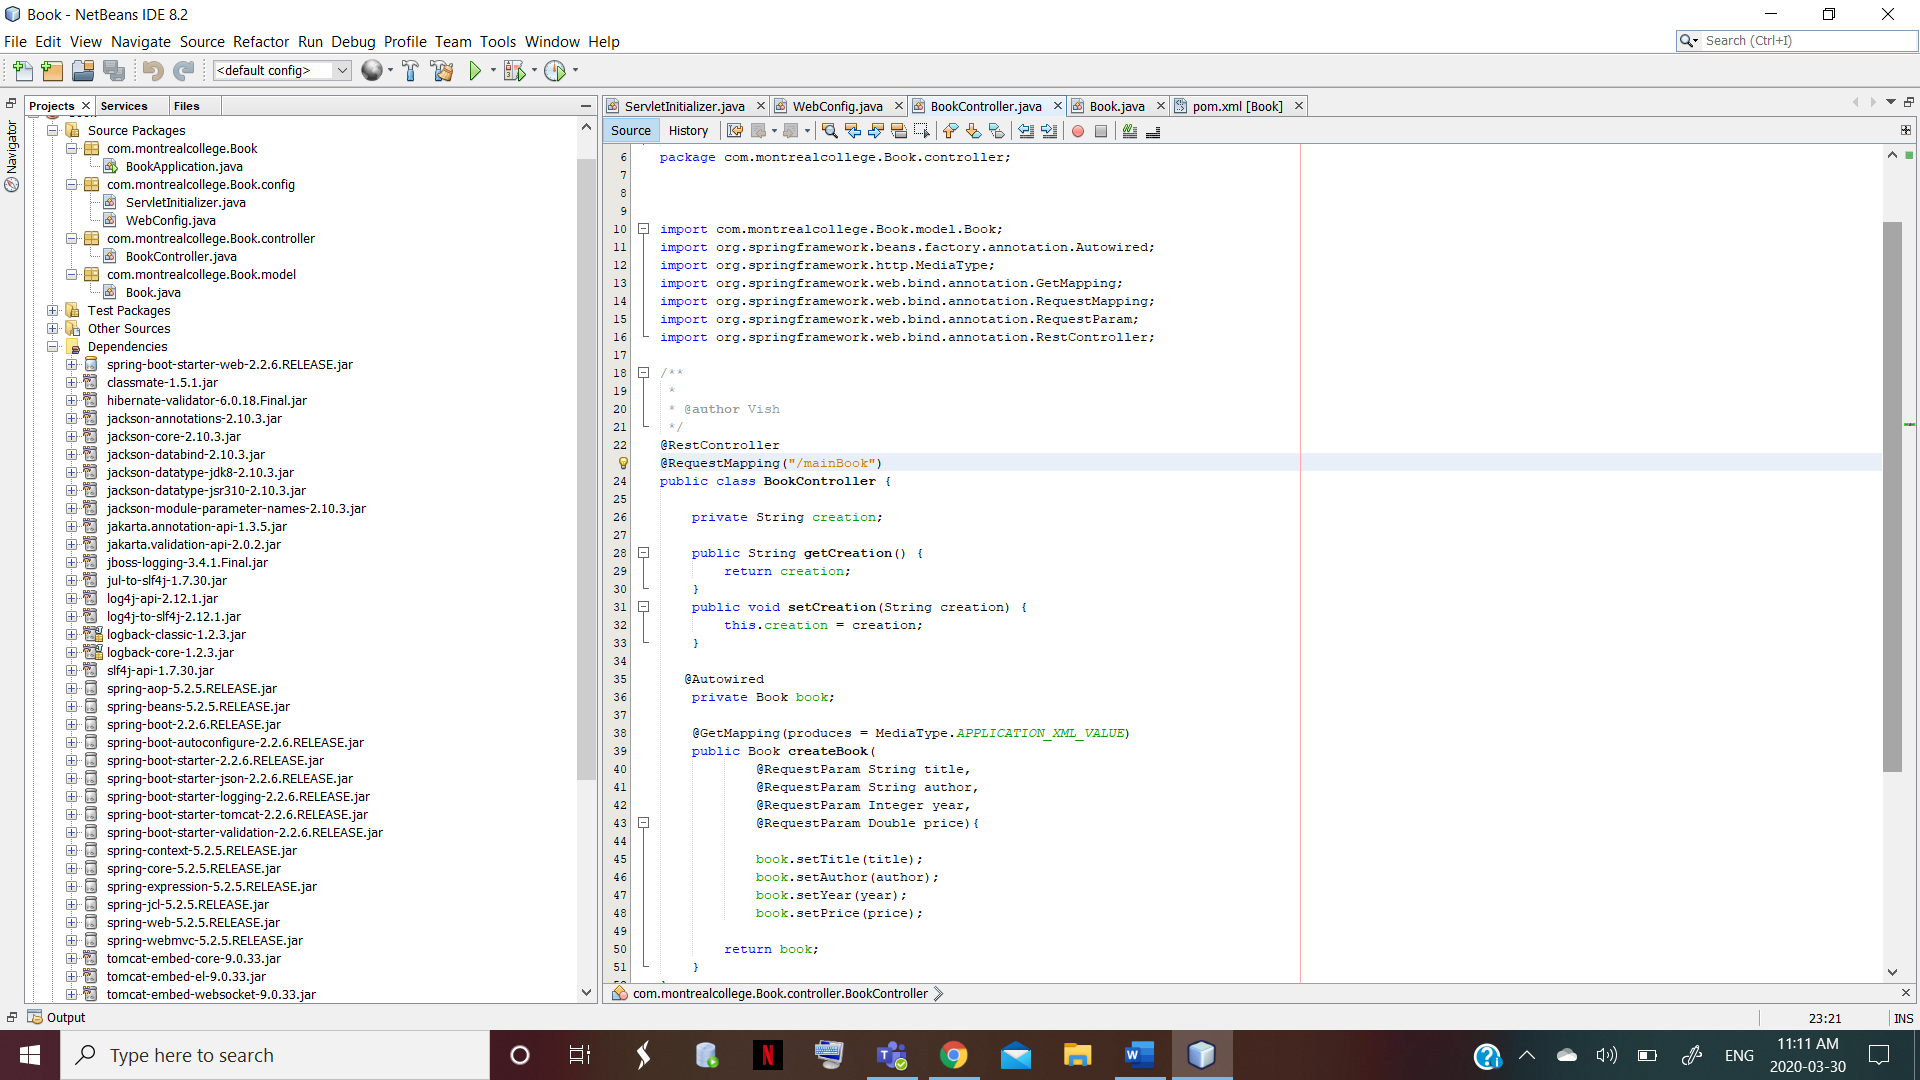 Book - NetBeans IDE 8.2
File Edit View Navigate Source Refactor Run Debug Profile Team Tools Window Help
Search (Ctrl+I)
<default config>
Projects Services Files
Navigator
Source Packages
com.montrealcollege.Book
BookApplication.java
com.montrealcollege.Book.config
ServletInitializer.java
WebConfig.java
com.montrealcollege.Book.controller
BookController.java
com.montrealcollege.Book.model
Book.java
Test Packages
Other Sources
Dependencies
spring-boot-starter-web-2.2.6.RELEASE.jar
classmate-1.5.1.jar
hibernate-validator-6.0.18.Final.jar
jackson-annotations-2.10.3.jar
jackson-core-2.10.3.jar
jackson-databind-2.10.3.jar
jackson-datatype-jdk8-2.10.3.jar
jackson-datatype-jsr310-2.10.3.jar
jackson-module-parameter-names-2.10.3.jar
jakarta.annotation-api-1.3.5.jar
jakarta.validation-api-2.0.2.jar
jboss-logging-3.4.1.Final.jar
jul-to-slf4j-1.7.30.jar
log4j-api-2.12.1.jar
log4j-to-slf4j-2.12.1.jar
logback-classic-1.2.3.jar
logback-core-1.2.3.jar
slf4j-api-1.7.30.jar
spring-aop-5.2.5.RELEASE.jar
spring-beans-5.2.5.RELEASE.jar
spring-boot-2.2.6.RELEASE.jar
spring-boot-autoconfigure-2.2.6.RELEASE.jar
spring-boot-starter-2.2.6.RELEASE.jar
spring-boot-starter-json-2.2.6.RELEASE.jar
spring-boot-starter-logging-2.2.6.RELEASE.jar
spring-boot-starter-tomcat-2.2.6.RELEASE.jar
spring-boot-starter-validation-2.2.6.RELEASE.jar
spring-context-5.2.5.RELEASE.jar
spring-core-5.2.5.RELEASE.jar
spring-expression-5.2.5.RELEASE.jar
spring-jcl-5.2.5.RELEASE.jar
spring-web-5.2.5.RELEASE.jar
spring-webmvc-5.2.5.RELEASE.jar
tomcat-embed-core-9.0.33.jar
tomcat-embed-el-9.0.33.jar
tomcat-embed-websocket-9.0.33.jar
ServletInitializer.java WebConfig.java BookController.java Book.java pom.xml [Book]
Source History
6 package com.montrealcollege.Book.controller;
7
8
9
10 import com.montrealcollege.Book.model.Book;
11 import org.springframework.beans.factory.annotation.Autowired;
12 import org.springframework.http.MediaType;
13 import org.springframework.web.bind.annotation.GetMapping;
14 import org.springframework.web.bind.annotation.RequestMapping;
15 import org.springframework.web.bind.annotation.RequestParam;
16 import org.springframework.web.bind.annotation.RestController;
17
18 /**
19 *
20 * @author Vish
21 */
22 @RestController
@RequestMapping("/mainBook")
24 public class BookController {
25
26 private String creation;
27
28 public String getCreation() {
29 return creation;
30 }
31 public void setCreation(String creation) {
32 this.creation = creation;
33 }
34
35 @Autowired
36 private Book book;
37
38 @GetMapping(produces = MediaType.APPLICATION_XML_VALUE)
39 public Book createBook(
40 @RequestParam String title,
41 @RequestParam String author,
42 @RequestParam Integer year,
43 @RequestParam Double price){
44
45 book.setTitle(title);
46 book.setAuthor(author);
47 book.setYear(year);
48 book.setPrice(price);
49
50 return book;
51 }
com.montrealcollege.Book.controller.BookController
Output
23:21 INS
Type here to search
ENG
11:11 AM
2020-03-30